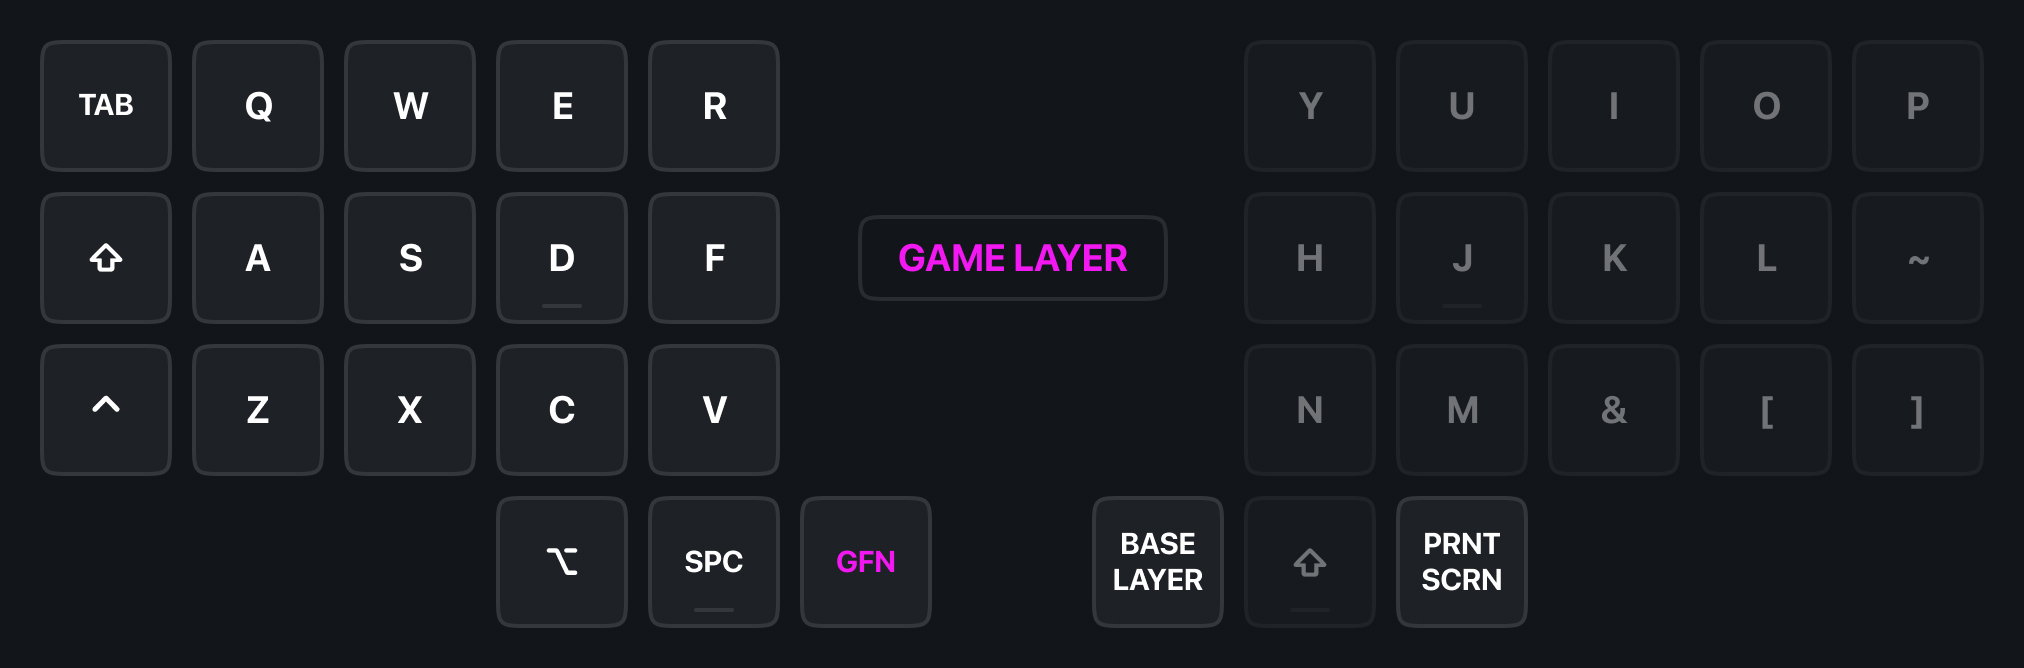 TAB Q W E R Y U I O P
⇧ A S D F GAME LAYER H J K L ~
^ Z X C V N M & [ ]
⌥ SPC GFN BASE LAYER ⇧ PRNT SCRN